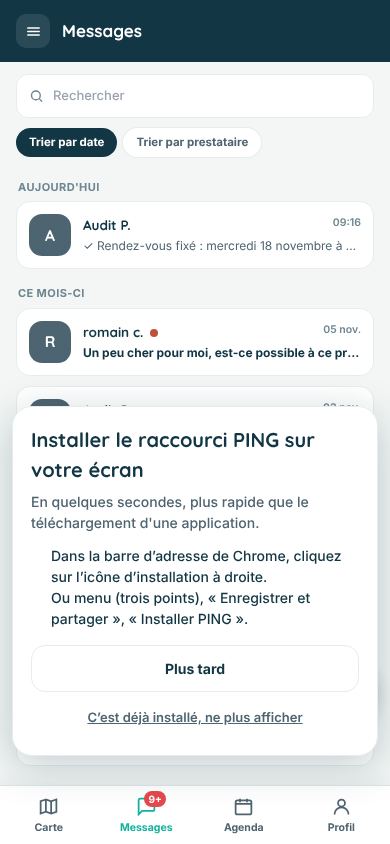 Messages
Rechercher
Trier par date
Trier par prestataire
AUJOURD'HUI
A
Audit P.
09:16
✓ Rendez-vous fixé : mercredi 18 novembre à ...
CE MOIS-CI
R
romain c.
05 nov.
Un peu cher pour moi, est-ce possible à ce pr...
Installer le raccourci PING sur
votre écran
En quelques secondes, plus rapide que le
téléchargement d'une application.
Dans la barre d’adresse de Chrome, cliquez
sur l’icône d’installation à droite.
Ou menu (trois points), « Enregistrer et
partager », « Installer PING ».
Plus tard
C’est déjà installé, ne plus afficher
9+
Carte
Messages
Agenda
Profil